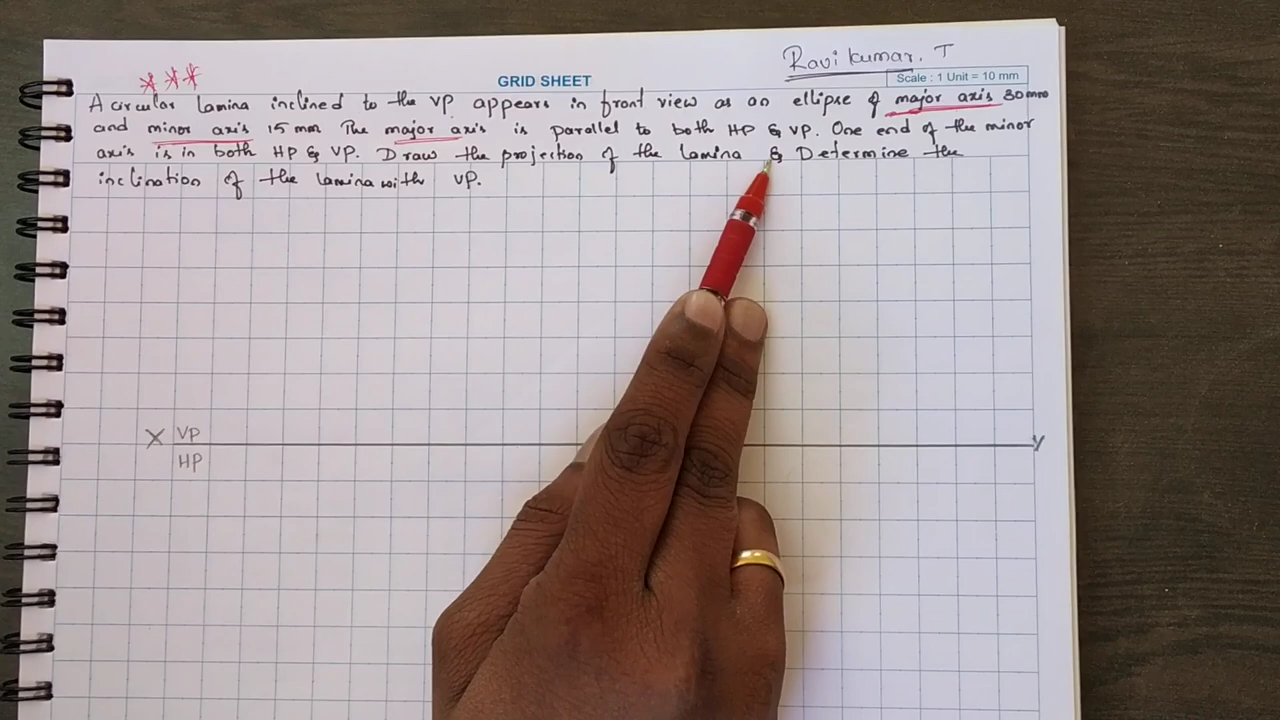 Ravi kumar. T
GRID SHEET
Scale : 1 Unit = 10 mm
A circular lamina inclined to the VP appears in front view as an ellipse of major axis 30mm
and minor axis 15 mm The major axis is parallel to both HP & VP. One end of the minor
axis is in both HP & VP. Draw the projection of the lamina & Determine the
inclination of the lamina with VP.
X VP Y
HP